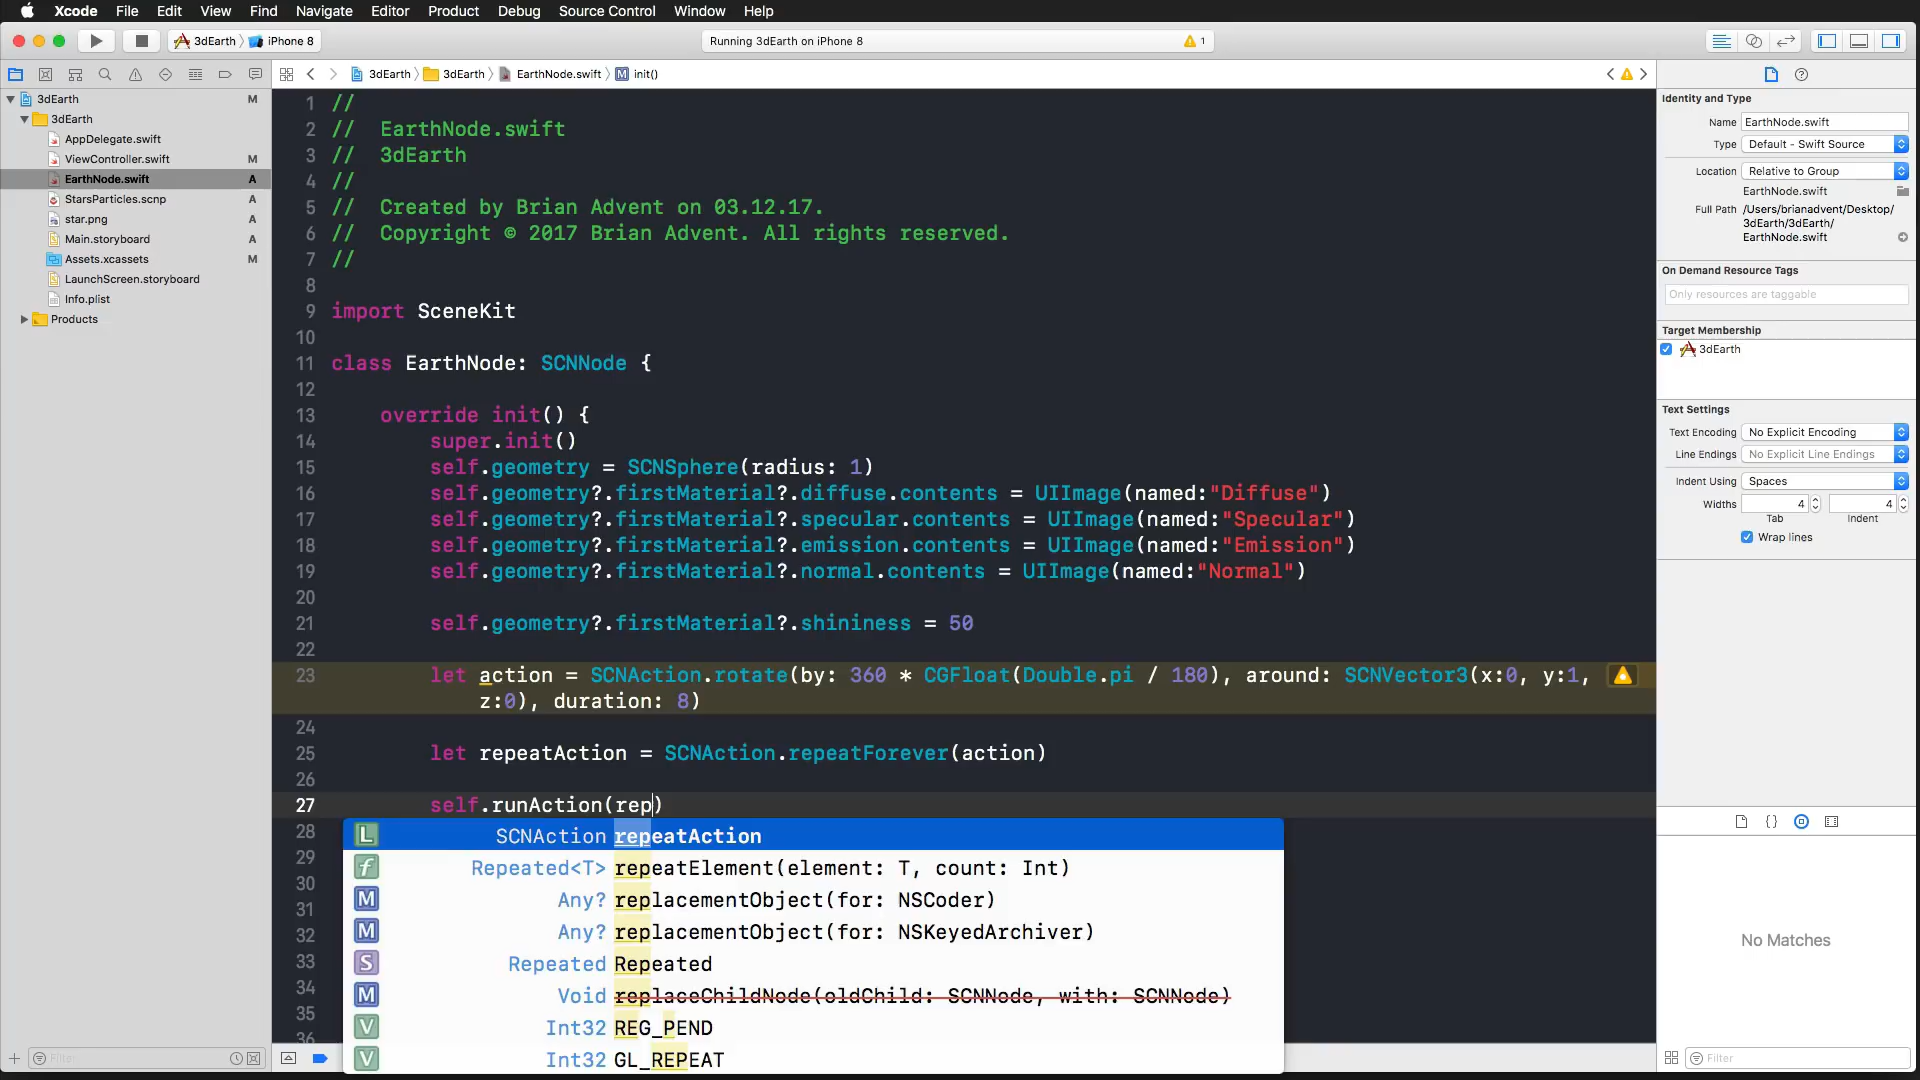 Xcode File Edit View Find Navigate Editor Product Debug Source Control Window Help
3dEarth iPhone 8
Running 3dEarth on iPhone 8
1
3dEarth 3dEarth EarthNode.swift M init()
3dEarth M
3dEarth
AppDelegate.swift
ViewController.swift M
EarthNode.swift A
StarsParticles.scnp A
star.png A
Main.storyboard A
Assets.xcassets M
LaunchScreen.storyboard
Info.plist
Products
Filter
1 //
2 // EarthNode.swift
3 // 3dEarth
4 //
5 // Created by Brian Advent on 03.12.17.
6 // Copyright © 2017 Brian Advent. All rights reserved.
7 //
8
9 import SceneKit
10
11 class EarthNode: SCNNode {
12
13 override init() {
14 super.init()
15 self.geometry = SCNSphere(radius: 1)
16 self.geometry?.firstMaterial?.diffuse.contents = UIImage(named:"Diffuse")
17 self.geometry?.firstMaterial?.specular.contents = UIImage(named:"Specular")
18 self.geometry?.firstMaterial?.emission.contents = UIImage(named:"Emission")
19 self.geometry?.firstMaterial?.normal.contents = UIImage(named:"Normal")
20
21 self.geometry?.firstMaterial?.shininess = 50
22
23 let action = SCNAction.rotate(by: 360 * CGFloat(Double.pi / 180), around: SCNVector3(x:0, y:1,
z:0), duration: 8)
24
25 let repeatAction = SCNAction.repeatForever(action)
26
27 self.runAction(rep)
28
29
30
31
32
33
34
35
36
L SCNAction repeatAction
f Repeated<T> repeatElement(element: T, count: Int)
M Any? replacementObject(for: NSCoder)
M Any? replacementObject(for: NSKeyedArchiver)
S Repeated Repeated
M Void replaceChildNode(oldChild: SCNNode, with: SCNNode)
V Int32 REG_PEND
V Int32 GL_REPEAT
Identity and Type
Name EarthNode.swift
Type Default - Swift Source
Location Relative to Group
EarthNode.swift
Full Path /Users/brianadvent/Desktop/
3dEarth/3dEarth/
EarthNode.swift
On Demand Resource Tags
Only resources are taggable
Target Membership
3dEarth
Text Settings
Text Encoding No Explicit Encoding
Line Endings No Explicit Line Endings
Indent Using Spaces
Widths 4 4
Tab Indent
Wrap lines
No Matches
Filter